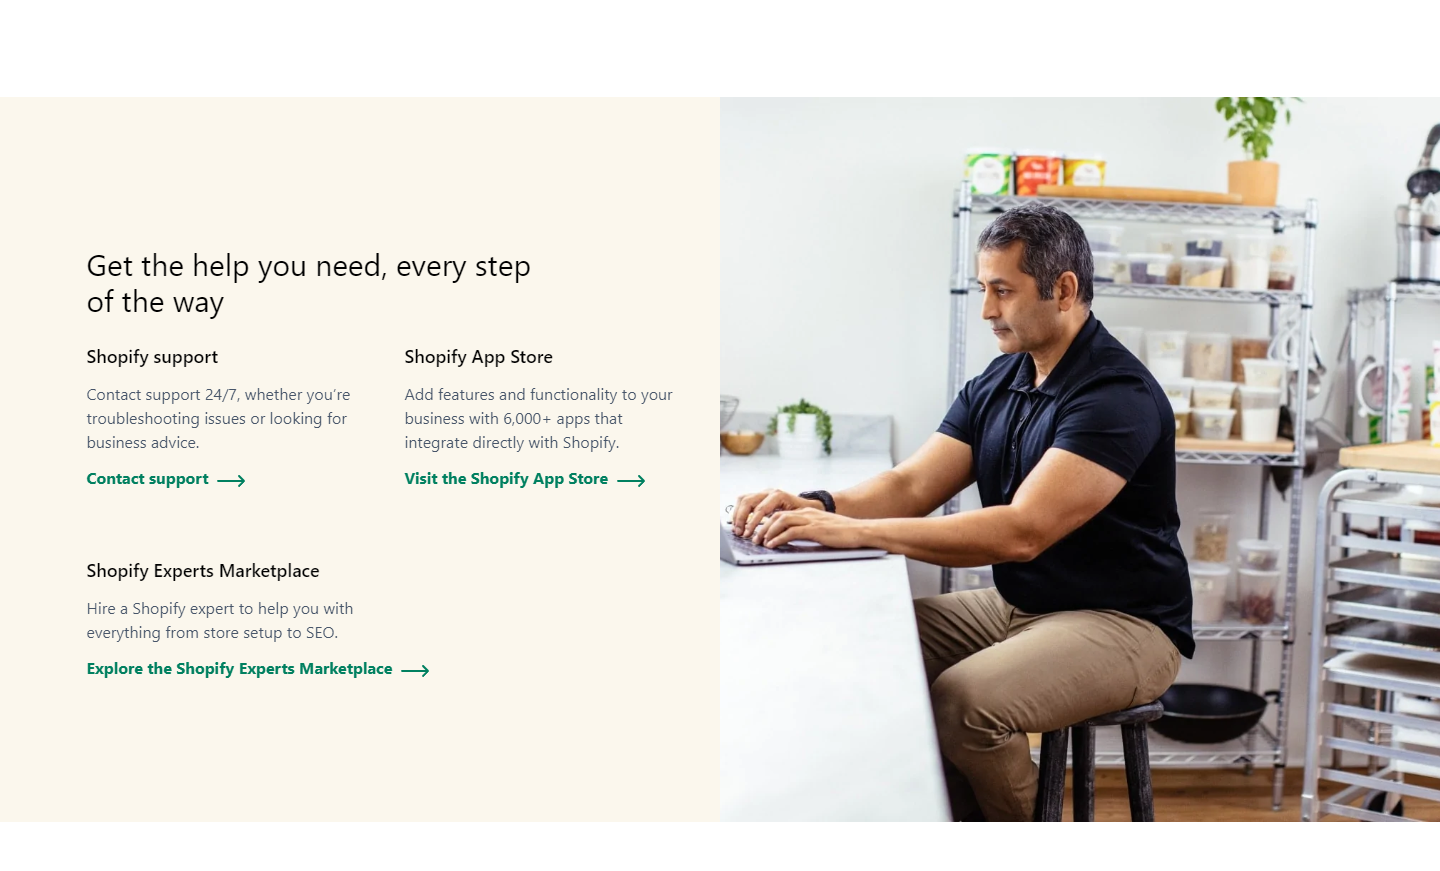 Get the help you need, every step
of the way
Shopify support
Contact support 24/7, whether you’re
troubleshooting issues or looking for
business advice.
Contact support
Shopify App Store
Add features and functionality to your
business with 6,000+ apps that
integrate directly with Shopify.
Visit the Shopify App Store
Shopify Experts Marketplace
Hire a Shopify expert to help you with
everything from store setup to SEO.
Explore the Shopify Experts Marketplace